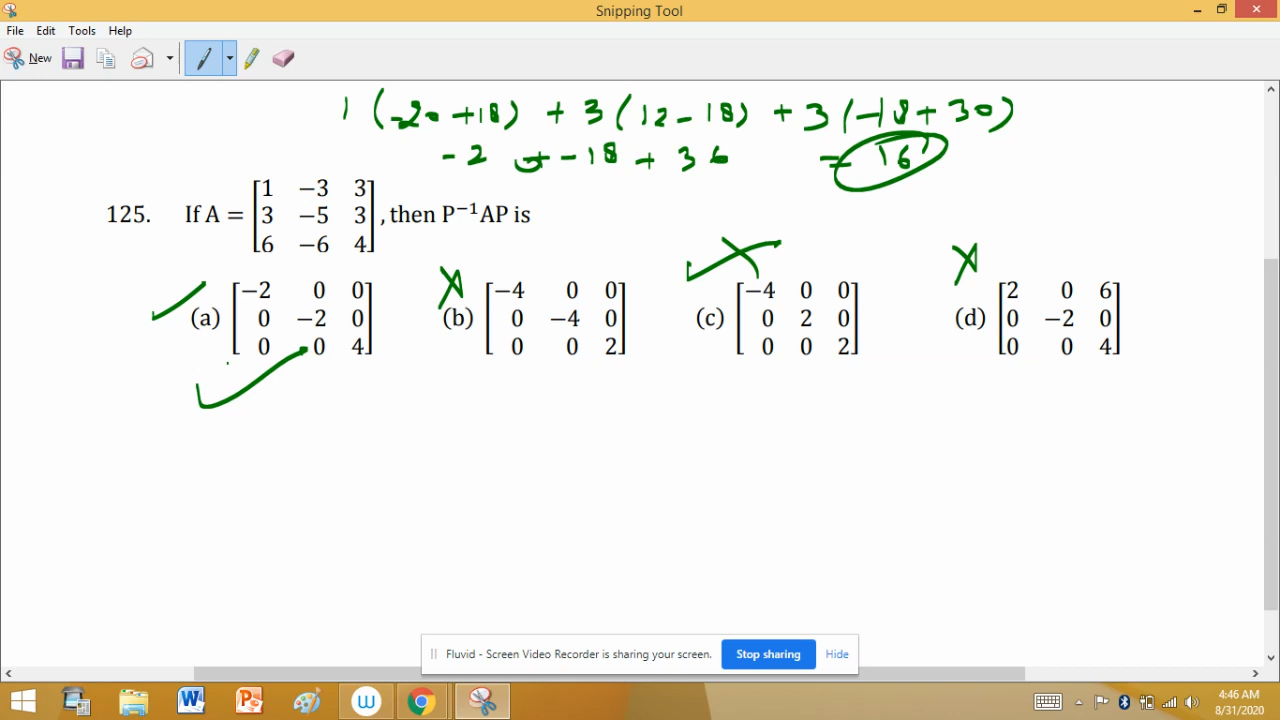 Snipping Tool
File Edit Tools Help
New
1 (-20 +18) + 3 (12 - 18) + 3 (-18 + 30)
-2 + -18 + 36 = 16
125. If A = [1 −3 3], then P⁻¹AP is
[3 −5 3]
[6 −6 4]
(a) [−2 0 0] (b) [−4 0 0] (c) [−4 0 0] (d) [2 0 6]
[0 −2 0] [0 −4 0] [0 2 0] [0 −2 0]
[0 0 4] [0 0 2] [0 0 2] [0 0 4]
Fluvid - Screen Video Recorder is sharing your screen. Stop sharing Hide
4:46 AM
8/31/2020